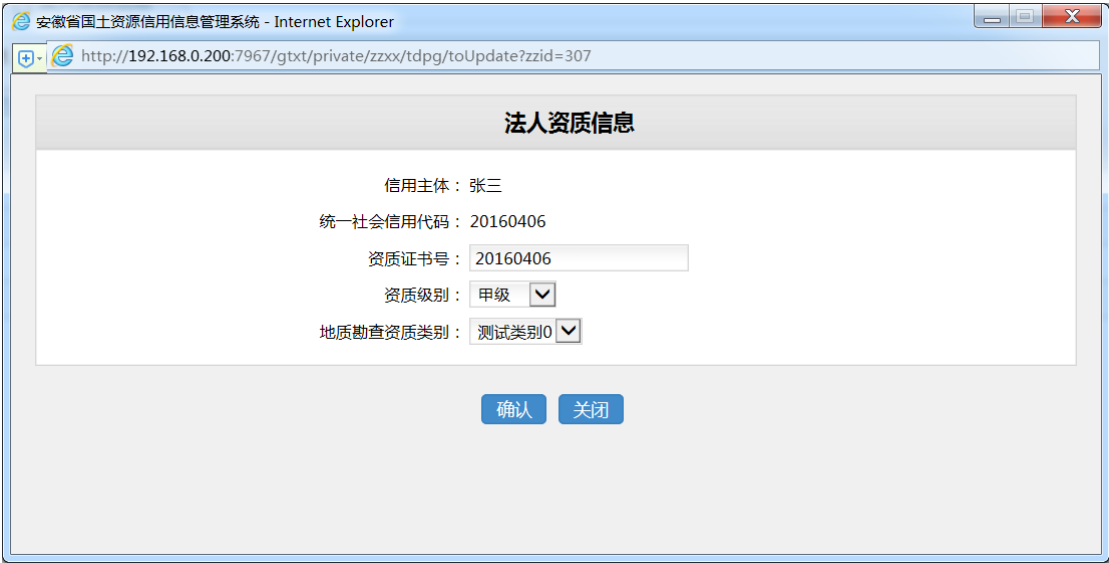 安徽省国土资源信用信息管理系统 - Internet Explorer
X
http://192.168.0.200:7967/gtxt/private/zzxx/tdpg/toUpdate?zzid=307
法人资质信息
信用主体： 张三
统一社会信用代码： 20160406
资质证书号： 20160406
资质级别： 甲级
地质勘查资质类别： 测试类别0
确认 关闭